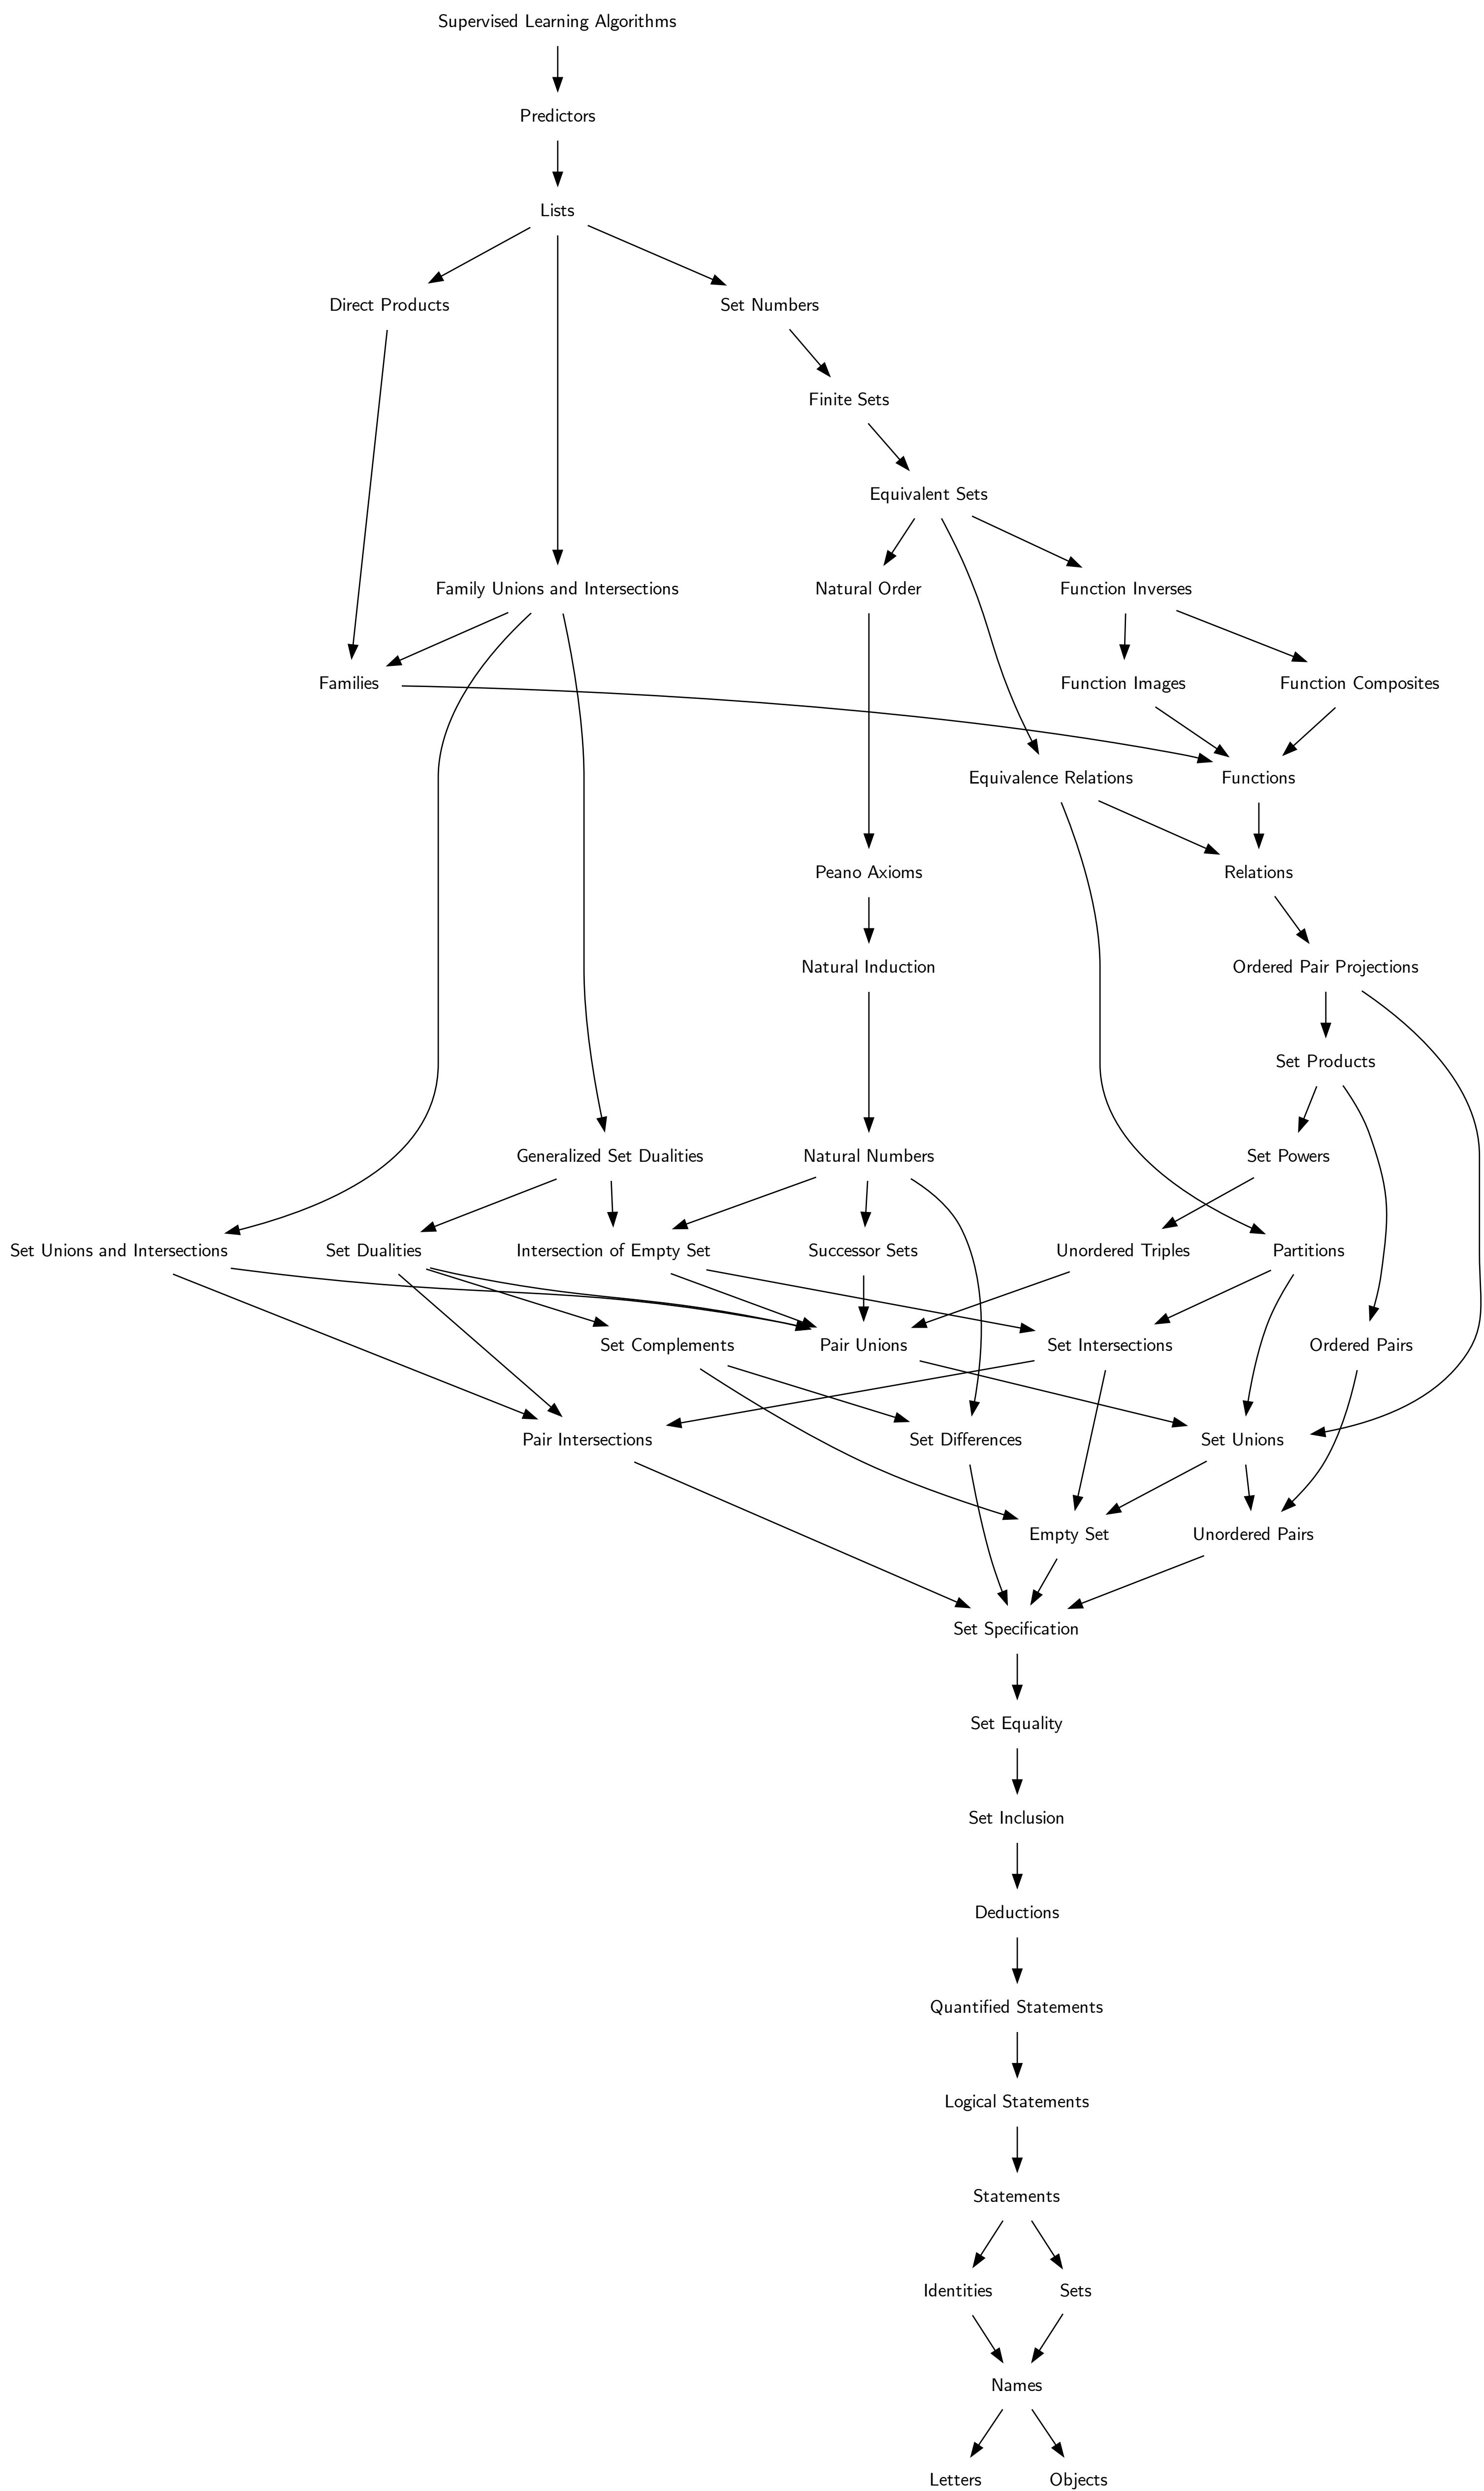 Supervised Learning Algorithms
Predictors
Lists
Direct Products
Set Numbers
Finite Sets
Equivalent Sets
Family Unions and Intersections
Natural Order
Function Inverses
Families
Function Images
Function Composites
Equivalence Relations
Functions
Peano Axioms
Relations
Natural Induction
Ordered Pair Projections
Set Products
Generalized Set Dualities
Natural Numbers
Set Powers
Set Unions and Intersections
Set Dualities
Intersection of Empty Set
Successor Sets
Unordered Triples
Partitions
Set Complements
Pair Unions
Set Intersections
Ordered Pairs
Pair Intersections
Set Differences
Set Unions
Empty Set
Unordered Pairs
Set Specification
Set Equality
Set Inclusion
Deductions
Quantified Statements
Logical Statements
Statements
Identities
Sets
Names
Letters
Objects